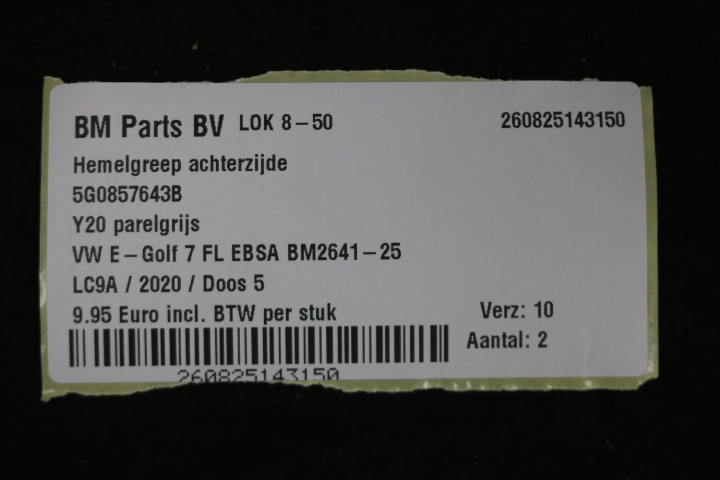 BM Parts BV LOK 8-50 260825143150
Hemelgreep achterzijde
5G0857643B
Y20 parelgrijs
VW E-Golf 7 FL EBSA BM2641-25
LC9A / 2020 / Doos 5
9.95 Euro incl. BTW per stuk Verz: 10
Aantal: 2
260825143150